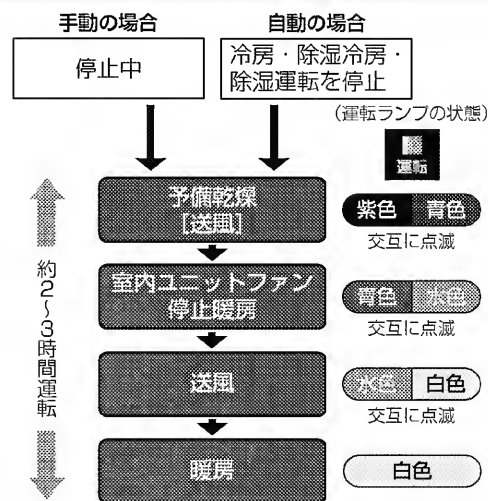 手動の場合
自動の場合
停止中
冷房・除湿冷房・
除湿運転を停止
(運転ランプの状態)
運転
予備乾燥
[送風]
紫色 青色
交互に点滅
室内ユニットファン
停止暖房
青色 水色
交互に点滅
約2~3時間運転
送風
水色 白色
交互に点滅
暖房
白色